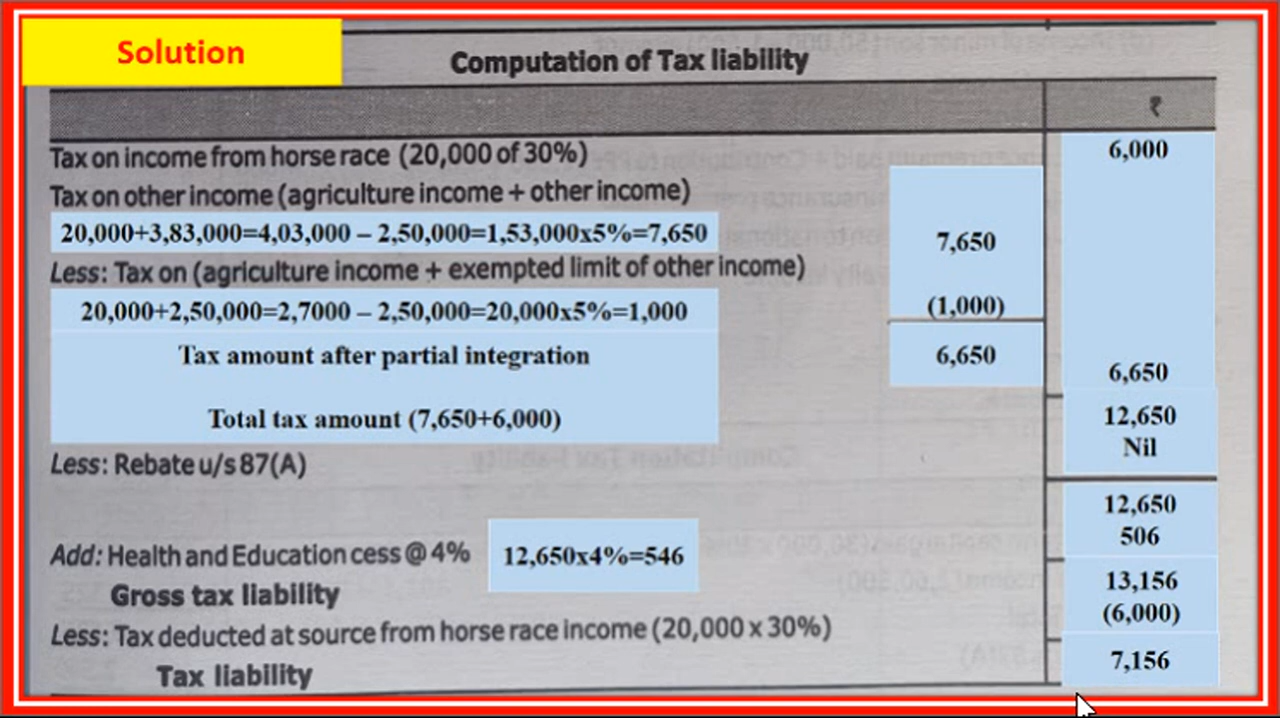 Solution
Computation of Tax liability
₹
Tax on income from horse race (20,000 of 30%) 6,000
Tax on other income (agriculture income + other income)
20,000+3,83,000=4,03,000 – 2,50,000=1,53,000x5%=7,650 7,650
Less: Tax on (agriculture income + exempted limit of other income)
20,000+2,50,000=2,7000 – 2,50,000=20,000x5%=1,000 (1,000)
Tax amount after partial integration 6,650 6,650
Total tax amount (7,650+6,000) 12,650
Less: Rebate u/s 87(A) Nil
12,650
Add: Health and Education cess @ 4% 12,650x4%=546 506
Gross tax liability 13,156
Less: Tax deducted at source from horse race income (20,000 x 30%) (6,000)
Tax liability 7,156